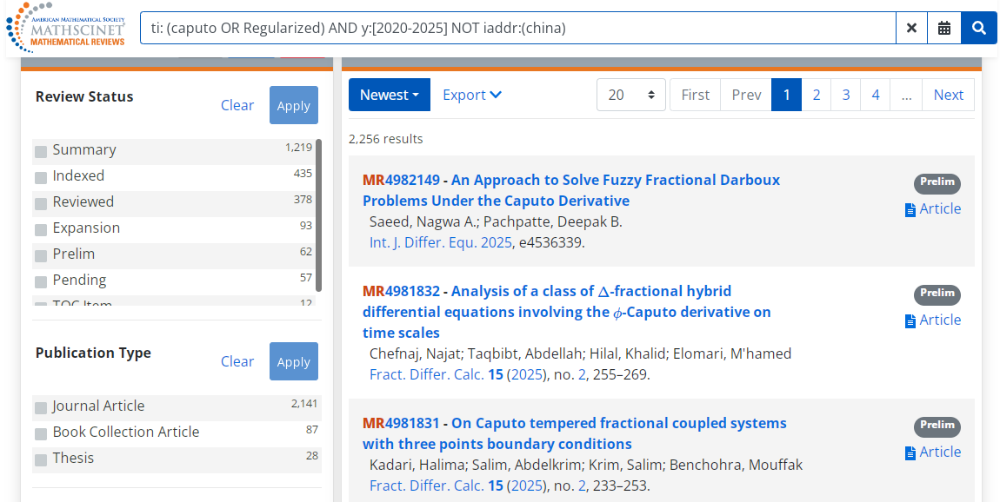 AMERICAN MATHEMATICAL SOCIETY
MATHSCINET
MATHEMATICAL REVIEWS
ti: (caputo OR Regularized) AND y:[2020-2025] NOT iaddr:(china)
Review Status
Clear
Apply
Summary 1,219
Indexed 435
Reviewed 378
Expansion 93
Prelim 62
Pending 57
TOC Item 12
Publication Type
Clear
Apply
Journal Article 2,141
Book Collection Article 87
Thesis 28
Newest
Export
20
First Prev 1 2 3 4 ... Next
2,256 results
MR4982149 - An Approach to Solve Fuzzy Fractional Darboux
Problems Under the Caputo Derivative
Saeed, Nagwa A.; Pachpatte, Deepak B.
Int. J. Differ. Equ. 2025, e4536339.
Prelim
Article
MR4981832 - Analysis of a class of Δ-fractional hybrid
differential equations involving the ϕ-Caputo derivative on
time scales
Chefnaj, Najat; Taqbibt, Abdellah; Hilal, Khalid; Elomari, M'hamed
Fract. Differ. Calc. 15 (2025), no. 2, 255–269.
Prelim
Article
MR4981831 - On Caputo tempered fractional coupled systems
with three points boundary conditions
Kadari, Halima; Salim, Abdelkrim; Krim, Salim; Benchohra, Mouffak
Fract. Differ. Calc. 15 (2025), no. 2, 233–253.
Prelim
Article